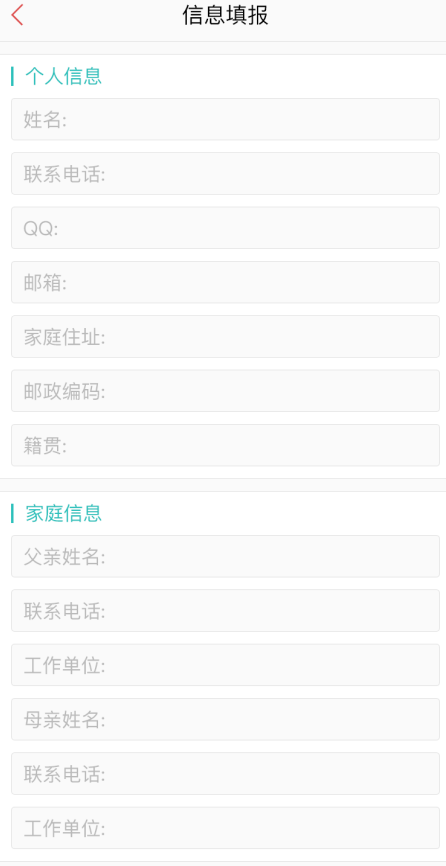 信息填报
个人信息
姓名:
联系电话:
QQ:
邮箱:
家庭住址:
邮政编码:
籍贯:
家庭信息
父亲姓名:
联系电话:
工作单位:
母亲姓名:
联系电话:
工作单位: